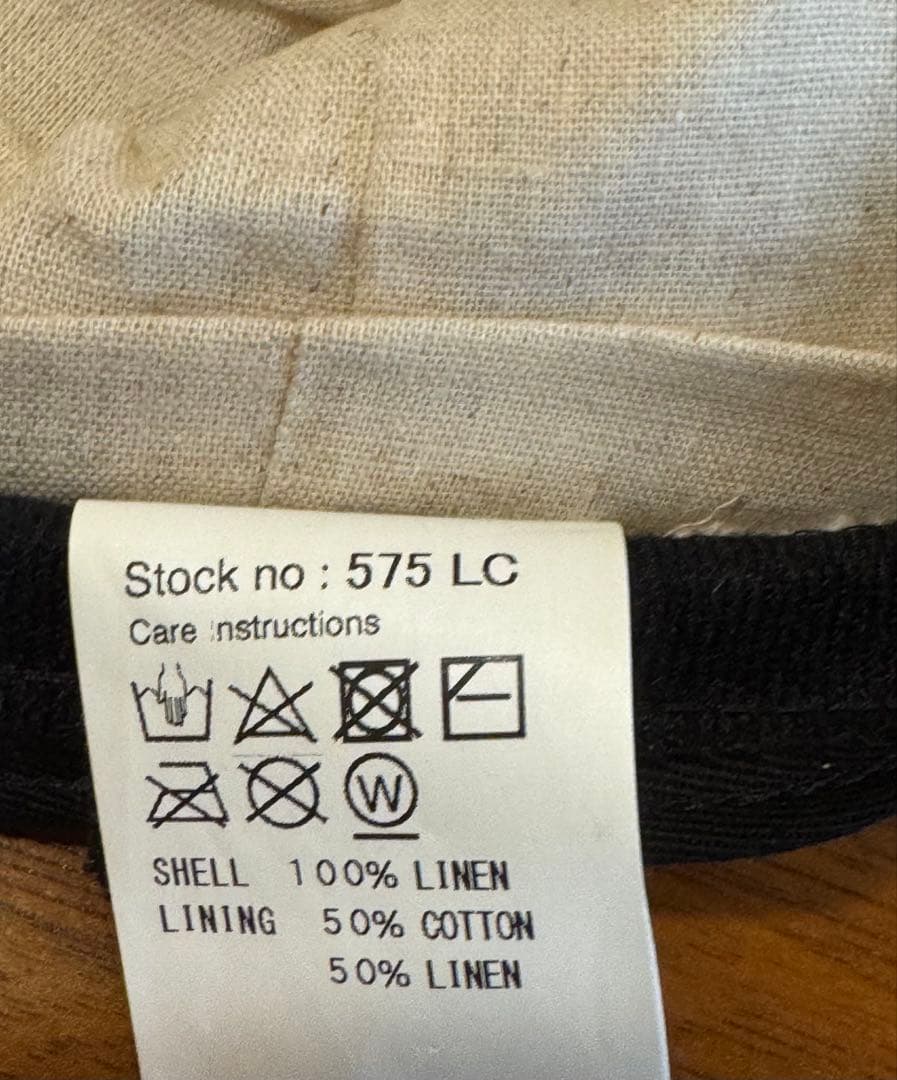 Stock no : 575 LC
Care instructions
W
SHELL 100% LINEN
LINING 50% COTTON
50% LINEN